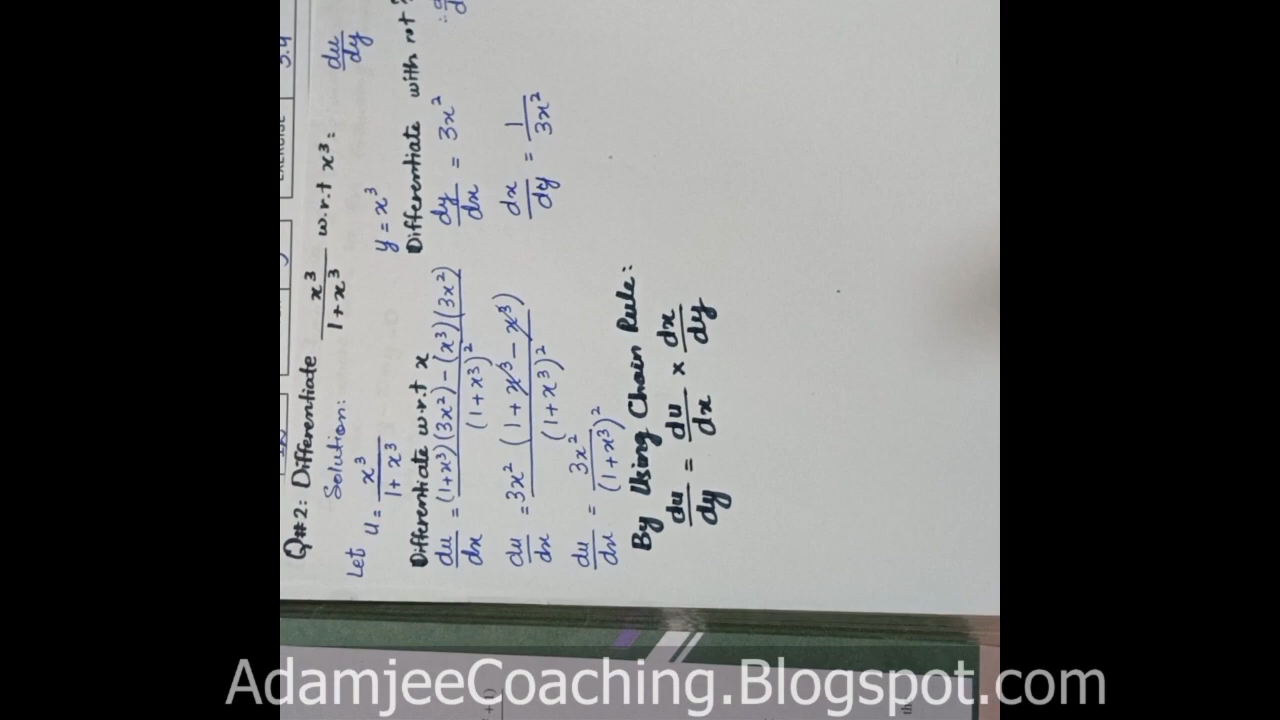 EXERCISE 3.4
Q#2: Differentiate x³/(1+x³) w.r.t x³:
Solution: du/dy
Let u = x³/(1+x³)
Differentiate w.r.t x
du/dx = ((1+x³)(3x²) - (x³)(3x²))/(1+x³)²
du/dx = 3x² (1+x³ - x³)/(1+x³)²
du/dx = 3x²/(1+x³)²
y = x³
Differentiate with
dy/dx = 3x²
dx/dy = 1/3x²
By Using Chain Rule:
du/dy = du/dx × dx/dy
AdamjeeCoaching.Blogspot.com